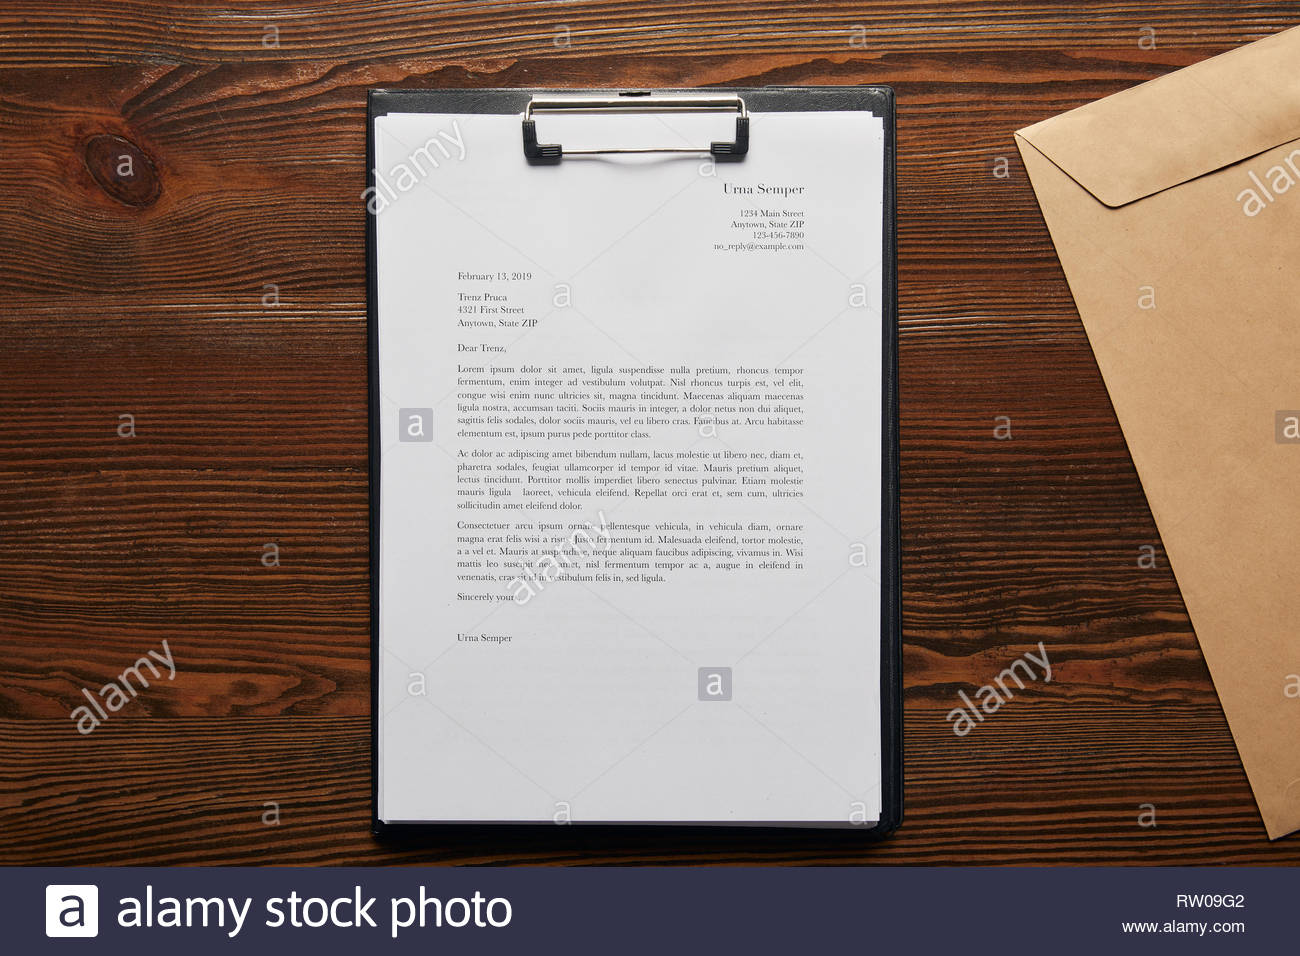 Urna Semper
1234 Main Street
Anytown, State ZIP
123-456-7890
no_reply@example.com
February 13, 2019
Trenz Pruca
4321 First Street
Anytown, State ZIP
Dear Trenz,
Lorem ipsum dolor sit amet, ligula suspendisse nulla pretium, rhoncus tempor
fermentum, enim integer ad vestibulum volutpat. Nisl rhoncus turpis est, vel elit,
congue wisi enim nunc ultricies sit, magna tincidunt. Maecenas aliquam maecenas
ligula nostra, accumsan taciti. Sociis mauris in integer, a dolor netus non dui aliquet,
sagittis felis sodales, dolor sociis mauris, vel eu libero cras. Faucibus at. Arcu habitasse
elementum est, ipsum purus pede porttitor class.
Ac dolor ac adipiscing amet bibendum nullam, lacus molestie ut libero nec, diam et,
pharetra sodales, feugiat ullamcorper id tempor id vitae. Mauris pretium aliquet,
lectus tincidunt. Porttitor mollis imperdiet libero senectus pulvinar. Etiam molestie
mauris ligula laoreet, vehicula eleifend. Repellat orci erat et, sem cum, ultricies
sollicitudin amet eleifend dolor.
Consectetuer arcu ipsum ornare pellentesque vehicula, in vehicula diam, ornare
magna erat felis wisi a risus. Justo fermentum id. Malesuada eleifend, tortor molestie,
a a vel et. Mauris at suspendisse, neque aliquam faucibus adipiscing, vivamus in. Wisi
mattis leo suscipit nec amet, nisl fermentum tempor ac a, augue in eleifend in
venenatis, cras sit id in vestibulum felis in, sed ligula.
Sincerely your
Urna Semper
alamy
alamy
alamy
alamy
alamy
a alamy stock photo
RW09G2
www.alamy.com